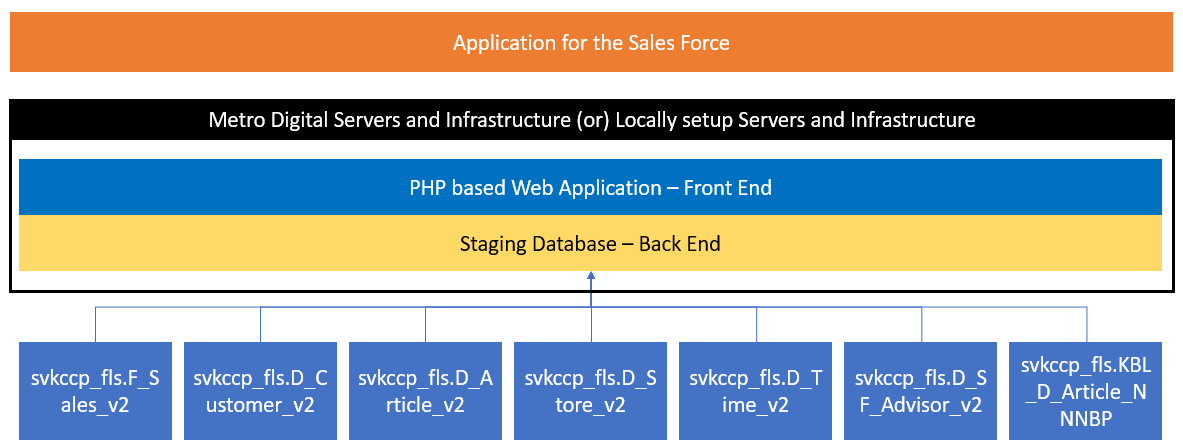 Application for the Sales Force
Metro Digital Servers and Infrastructure (or) Locally setup Servers and Infrastructure
PHP based Web Application – Front End
Staging Database – Back End
svkccp_fls.F_S
ales_v2
svkccp_fls.D_C
ustomer_v2
svkccp_fls.D_A
rticle_v2
svkccp_fls.D_S
tore_v2
svkccp_fls.D_T
ime_v2
svkccp_fls.D_S
F_Advisor_v2
svkccp_fls.KBL
_D_Article_N
NNBP